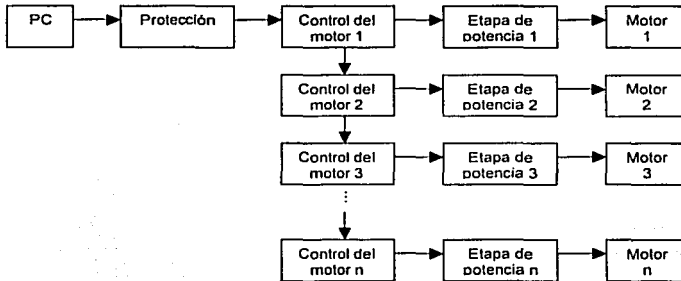 PC
Protección
Control del
motor 1
Etapa de
potencia 1
Motor
1
Control del
motor 2
Etapa de
potencia 2
Motor
2
Control del
motor 3
Etapa de
potencia 3
Motor
3
Control del
motor n
Etapa de
potencia n
Motor
n